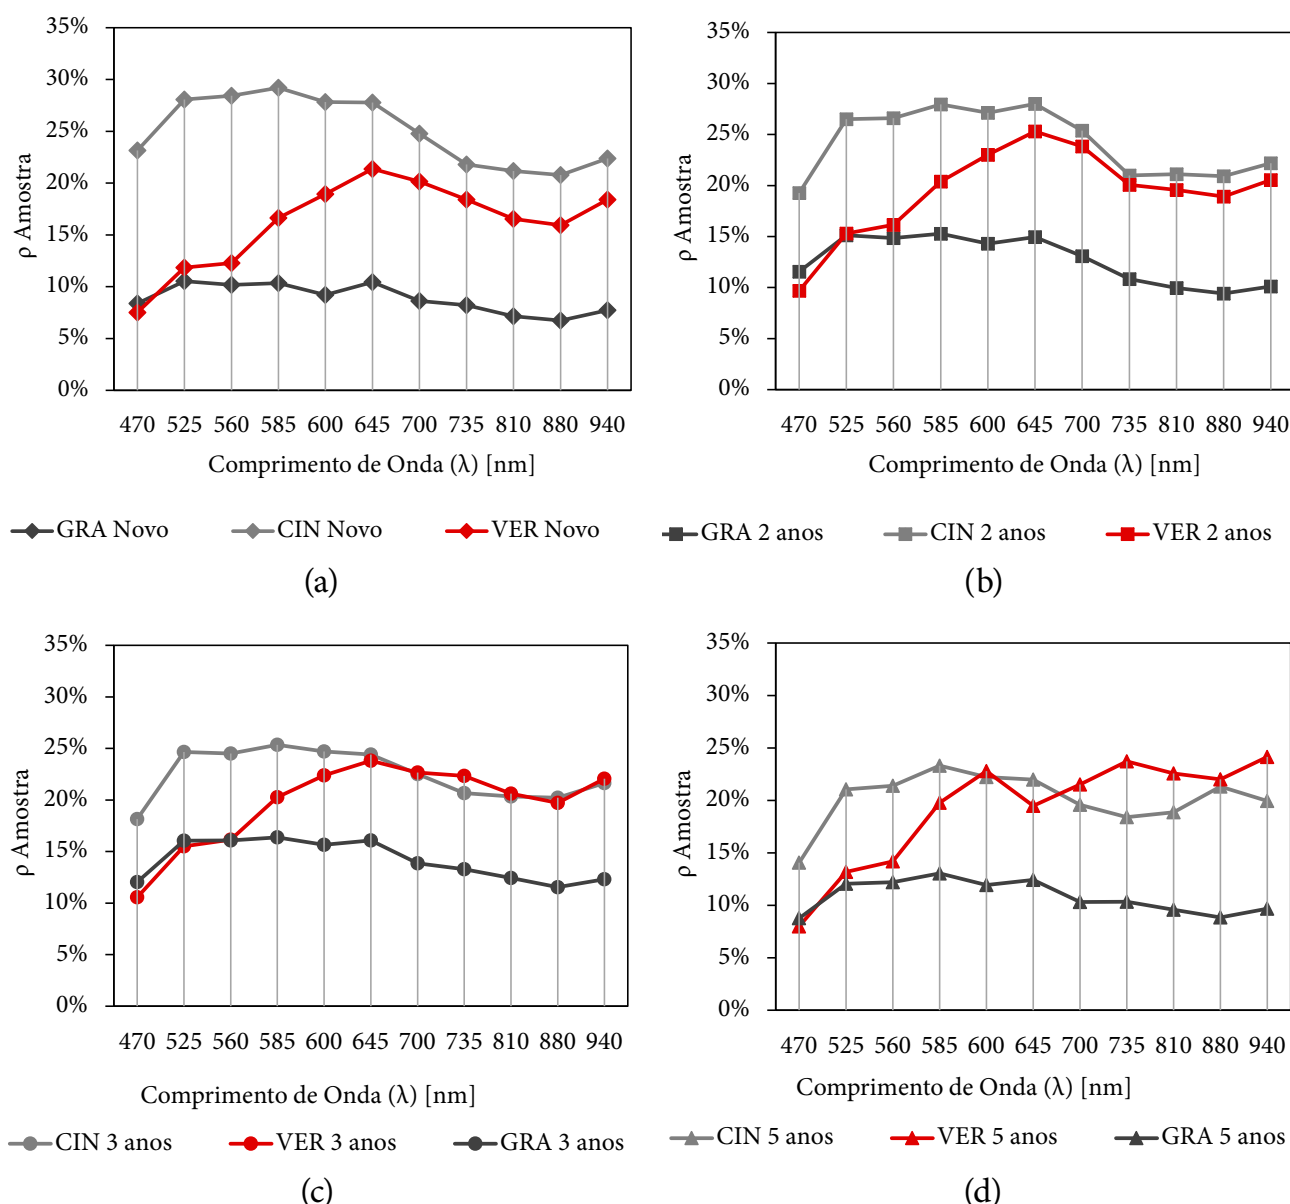 35%
30%
25%
20%
15%
10%
5%
0%
ρ Amostra
470 525 560 585 600 645 700 735 810 880 940
Comprimento de Onda (λ) [nm]
GRA Novo CIN Novo VER Novo
(a)
35%
30%
25%
20%
15%
10%
5%
0%
ρ Amostra
470 525 560 585 600 645 700 735 810 880 940
Comprimento de Onda (λ) [nm]
GRA 2 anos CIN 2 anos VER 2 anos
(b)
35%
30%
25%
20%
15%
10%
5%
0%
ρ Amostra
470 525 560 585 600 645 700 735 810 880 940
Comprimento de Onda (λ) [nm]
CIN 3 anos VER 3 anos GRA 3 anos
(c)
35%
30%
25%
20%
15%
10%
5%
0%
ρ Amostra
470 525 560 585 600 645 700 735 810 880 940
Comprimento de Onda (λ) [nm]
CIN 5 anos VER 5 anos GRA 5 anos
(d)